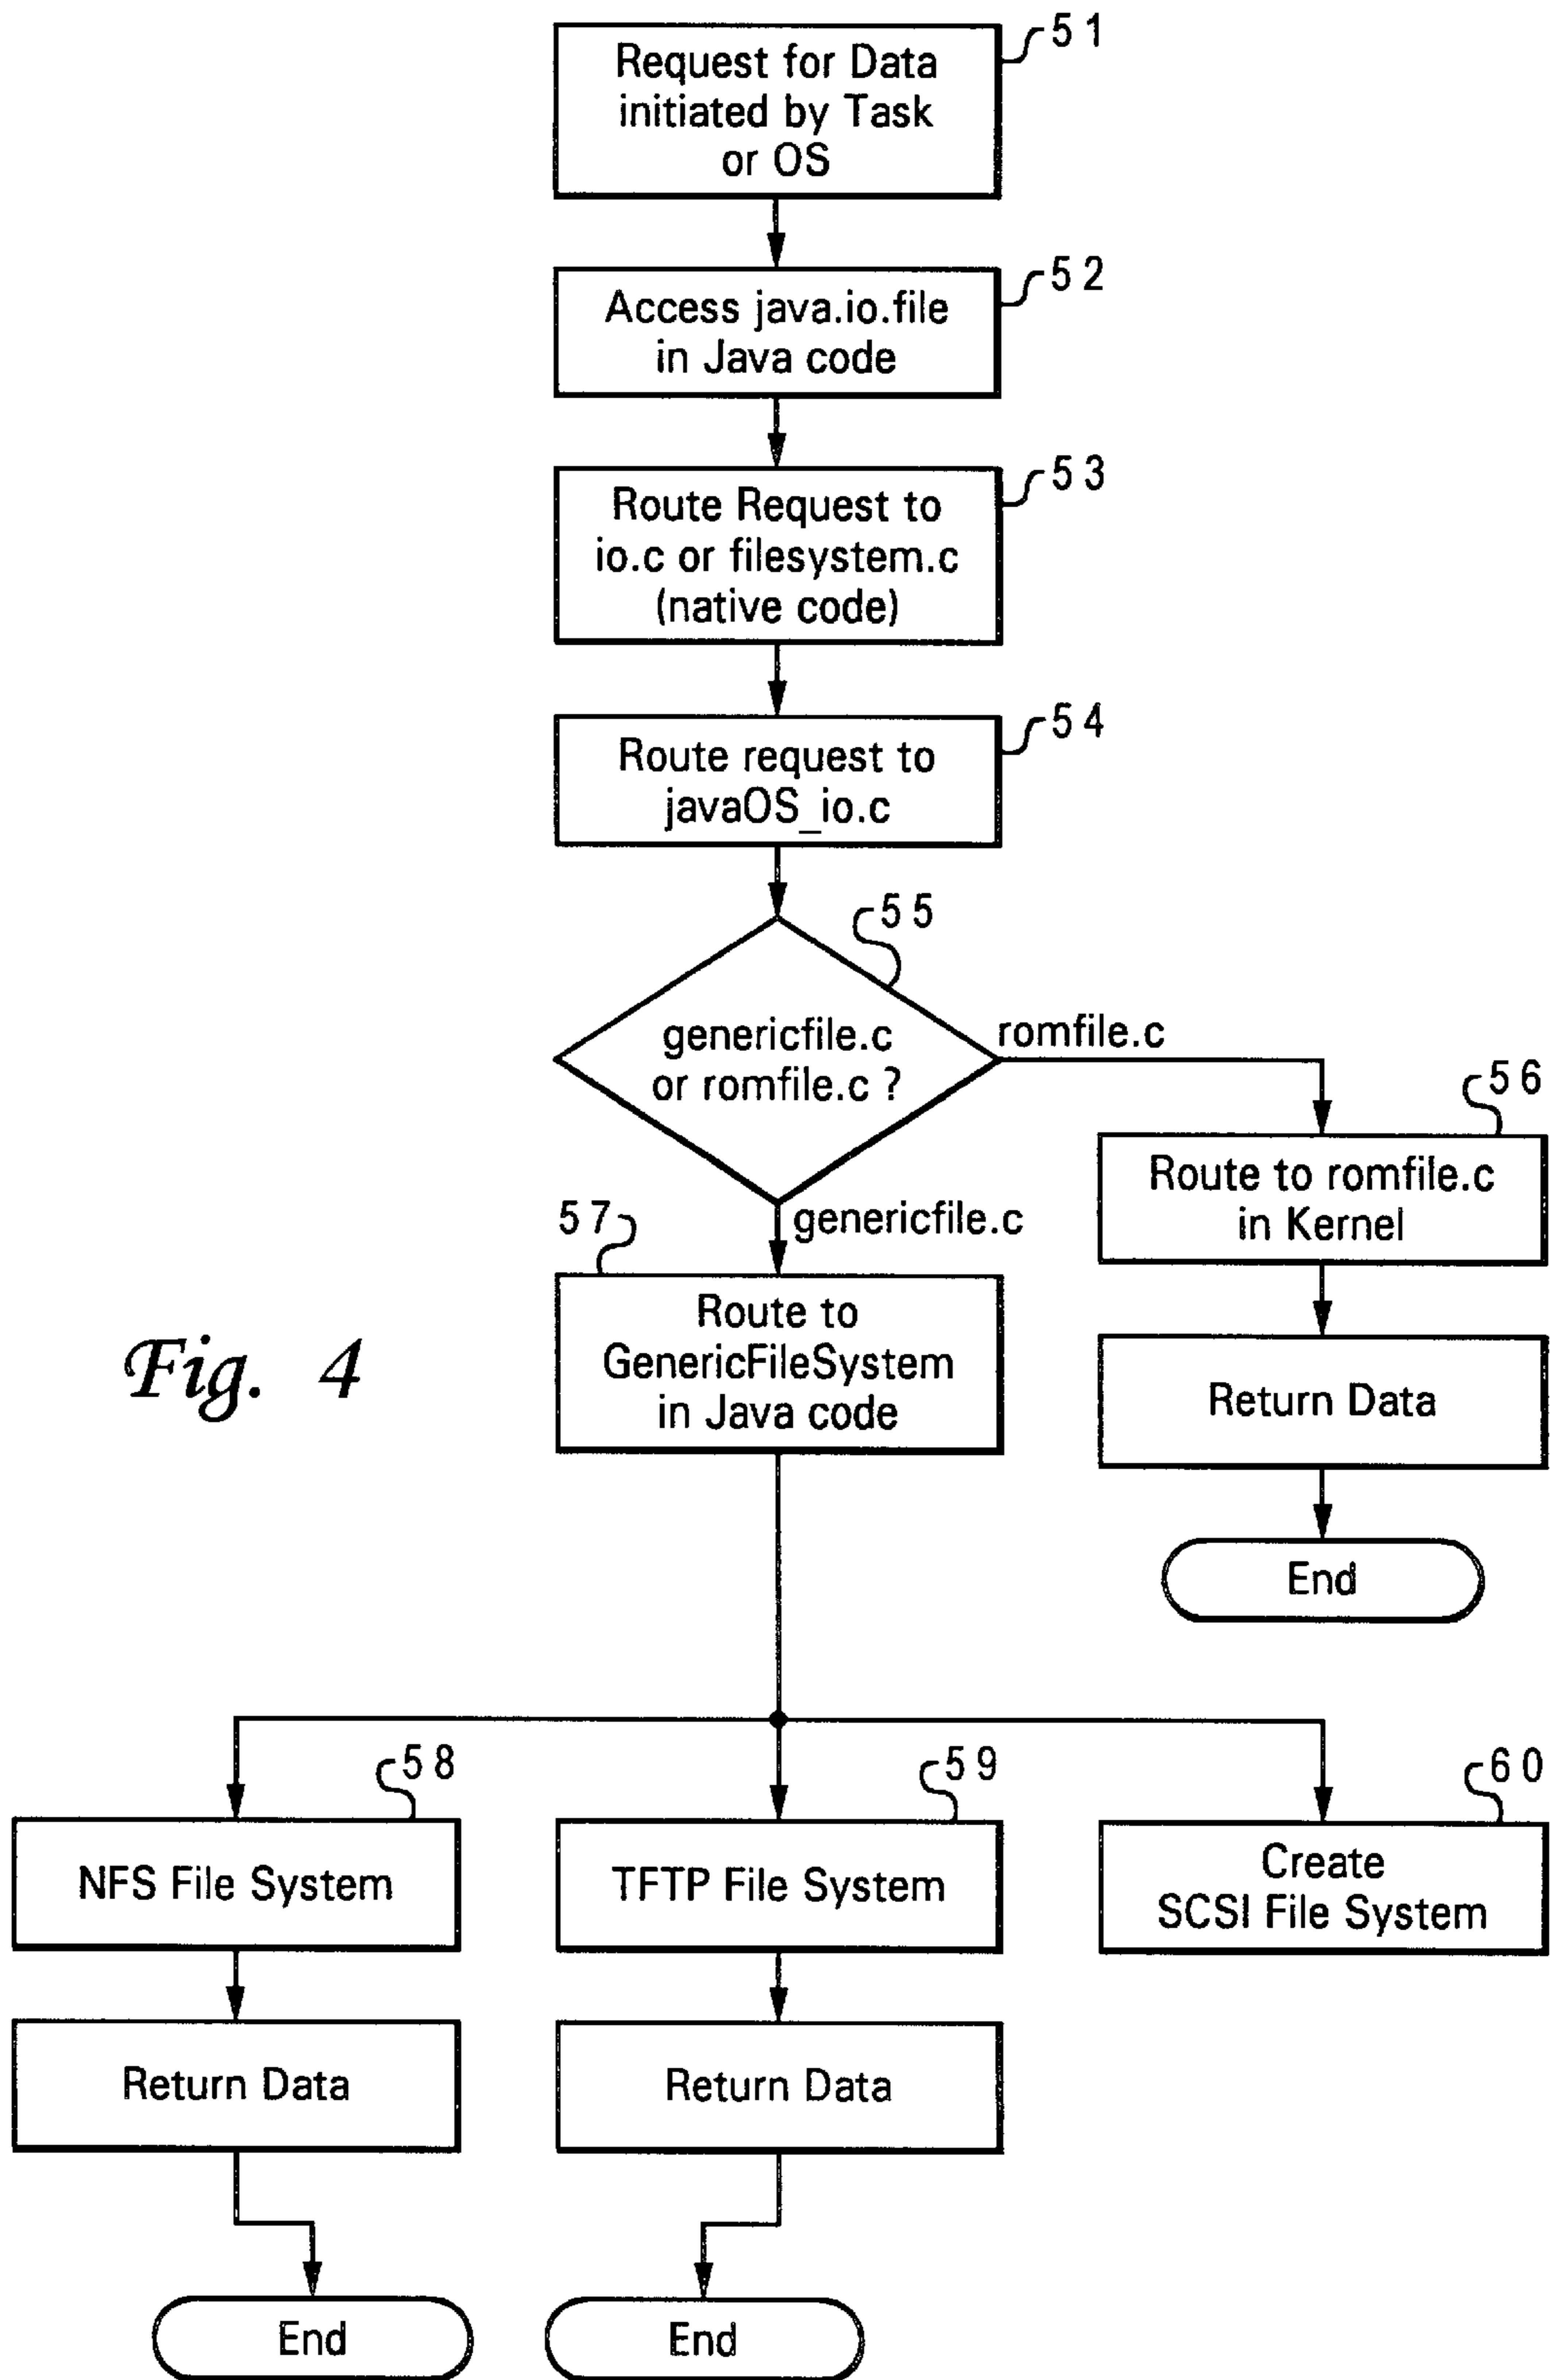 51
Request for Data
initiated by Task
or OS
52
Access java.io.file
in Java code
53
Route Request to
io.c or filesystem.c
(native code)
54
Route request to
javaOS_io.c
55
genericfile.c
or romfile.c ?
romfile.c
56
Route to romfile.c
in Kernel
Return Data
End
genericfile.c
57
Route to
GenericFileSystem
in Java code
Fig. 4
58
NFS File System
Return Data
End
59
TFTP File System
Return Data
End
60
Create
SCSI File System